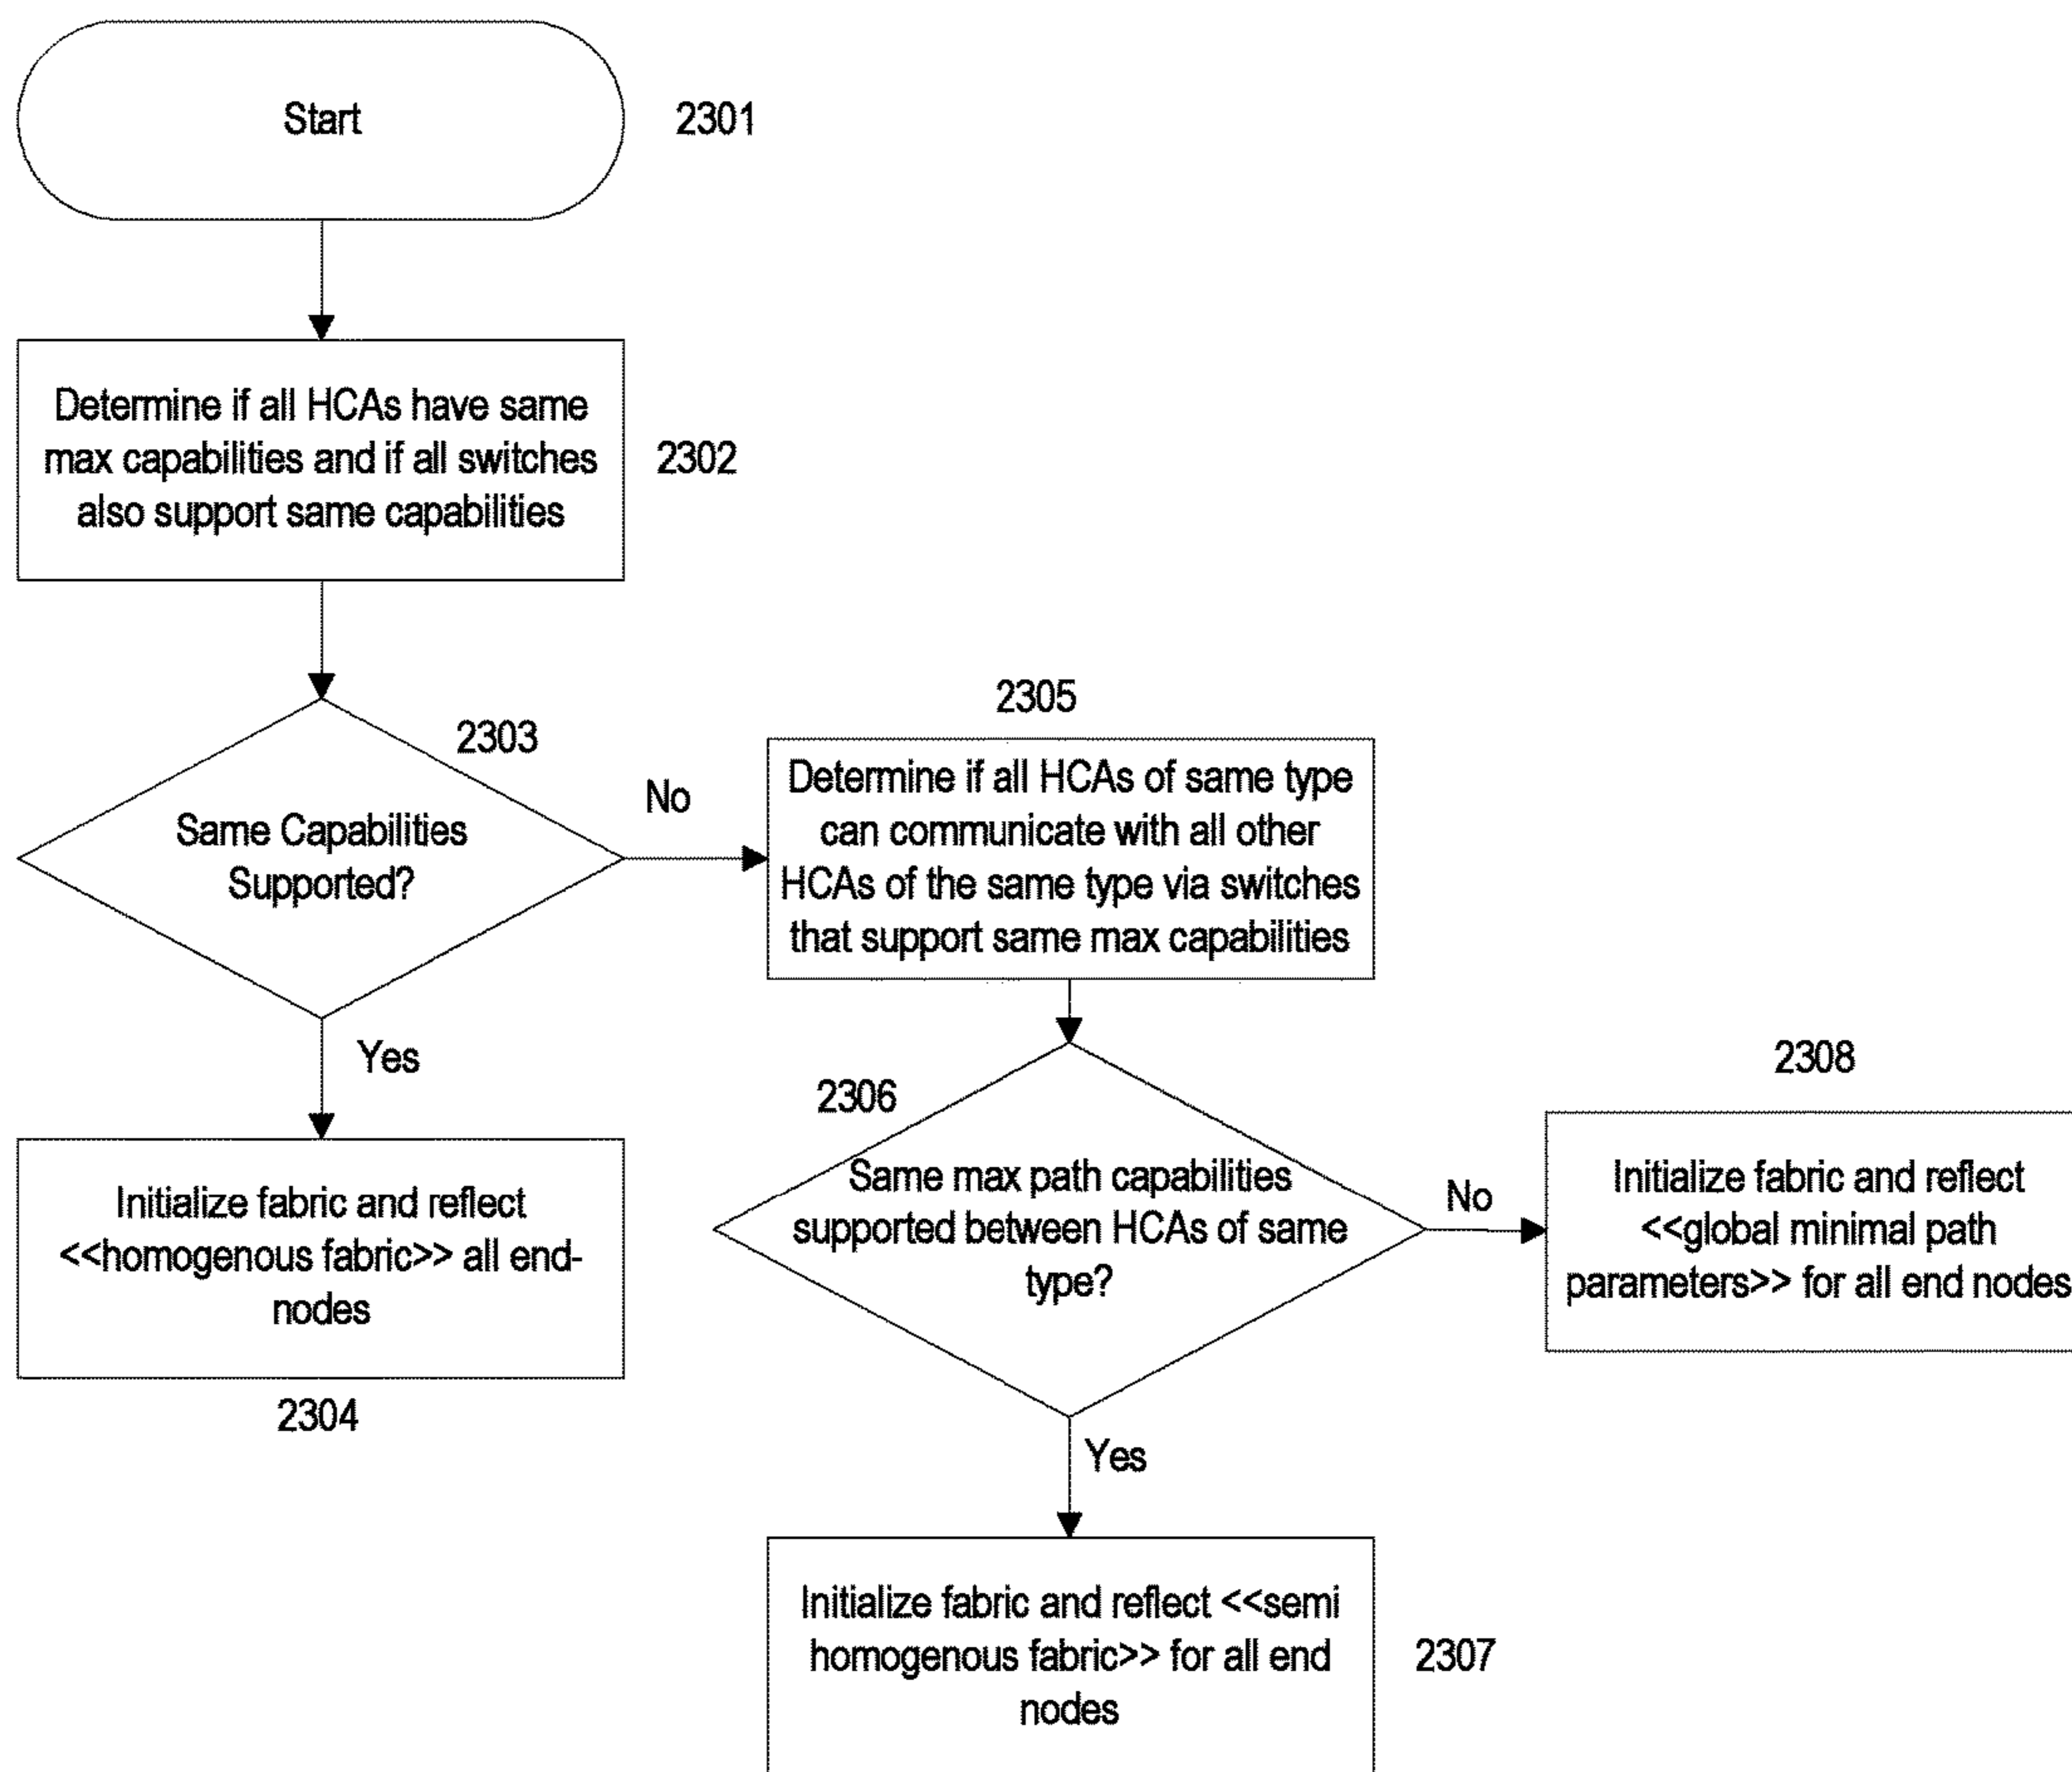 Start
2301
Determine if all HCAs have same
max capabilities and if all switches
also support same capabilities
2302
2303
Same Capabilities
Supported?
No
Yes
Initialize fabric and reflect
<<homogenous fabric>> all end-
nodes
2304
2305
Determine if all HCAs of same type
can communicate with all other
HCAs of the same type via switches
that support same max capabilities
2306
Same max path capabilities
supported between HCAs of same
type?
No
Yes
2308
Initialize fabric and reflect
<<global minimal path
parameters>> for all end nodes
Initialize fabric and reflect <<semi
homogenous fabric>> for all end
nodes
2307